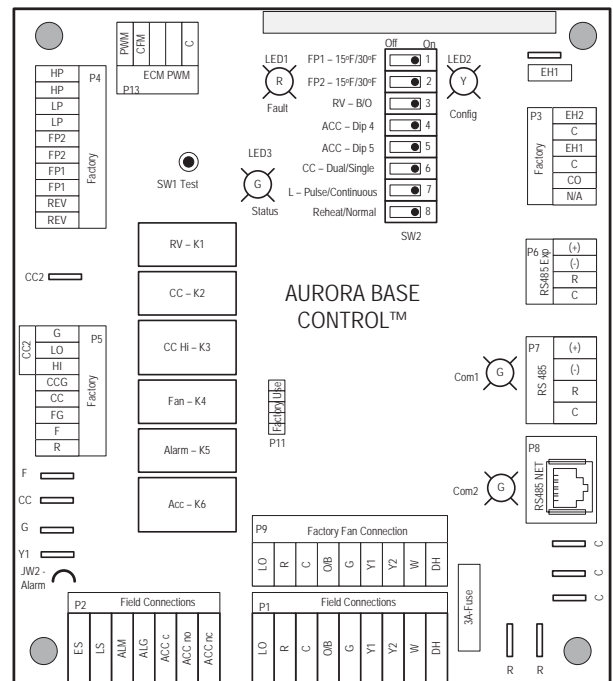 PWM
CFM
C
P13
ECM PWM
HP
HP
LP
LP
FP2
FP2
FP1
FP1
REV
REV
P4
Factory
SW1 Test
LED1
R
Fault
LED3
G
Status
Off On
FP1 – 15ºF/30ºF 1
FP2 – 15ºF/30ºF 2
RV – B/O 3
ACC – Dip 4 4
ACC – Dip 5 5
CC – Dual/Single 6
L – Pulse/Continuous 7
Reheat/Normal 8
SW2
LED2
Y
Config
EH1
P3
Factory
EH2
C
EH1
C
CO
N/A
P6
RS485 Exp
(+)
(-)
R
C
P7
RS 485
(+)
(-)
R
C
Com1
G
P8
RS485 NET
Com2
G
RV – K1
CC – K2
CC Hi – K3
Fan – K4
Alarm – K5
Acc – K6
AURORA BASE
CONTROL™
Factory Use
P11
CC2
CC2
G
LO
HI
CCG
CC
FG
F
R
P5
Factory
F
CC
G
Y1
JW2 -
Alarm
P2 Field Connections
ES
LS
ALM
ALG
ACC c
ACC no
ACC nc
P9 Factory Fan Connection
LO
R
C
O/B
G
Y1
Y2
W
DH
P1 Field Connections
LO
R
C
O/B
G
Y1
Y2
W
DH
3A-Fuse
C
C
C
R
R